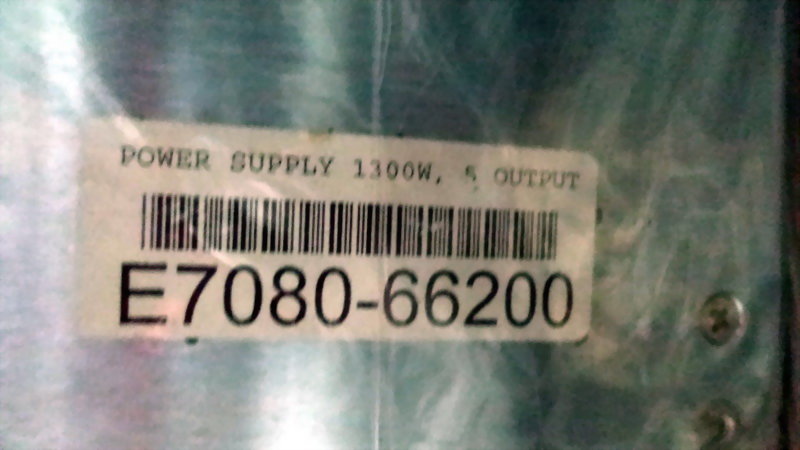 POWER SUPPLY 1300W, 5 OUTPUT
E7080-66200